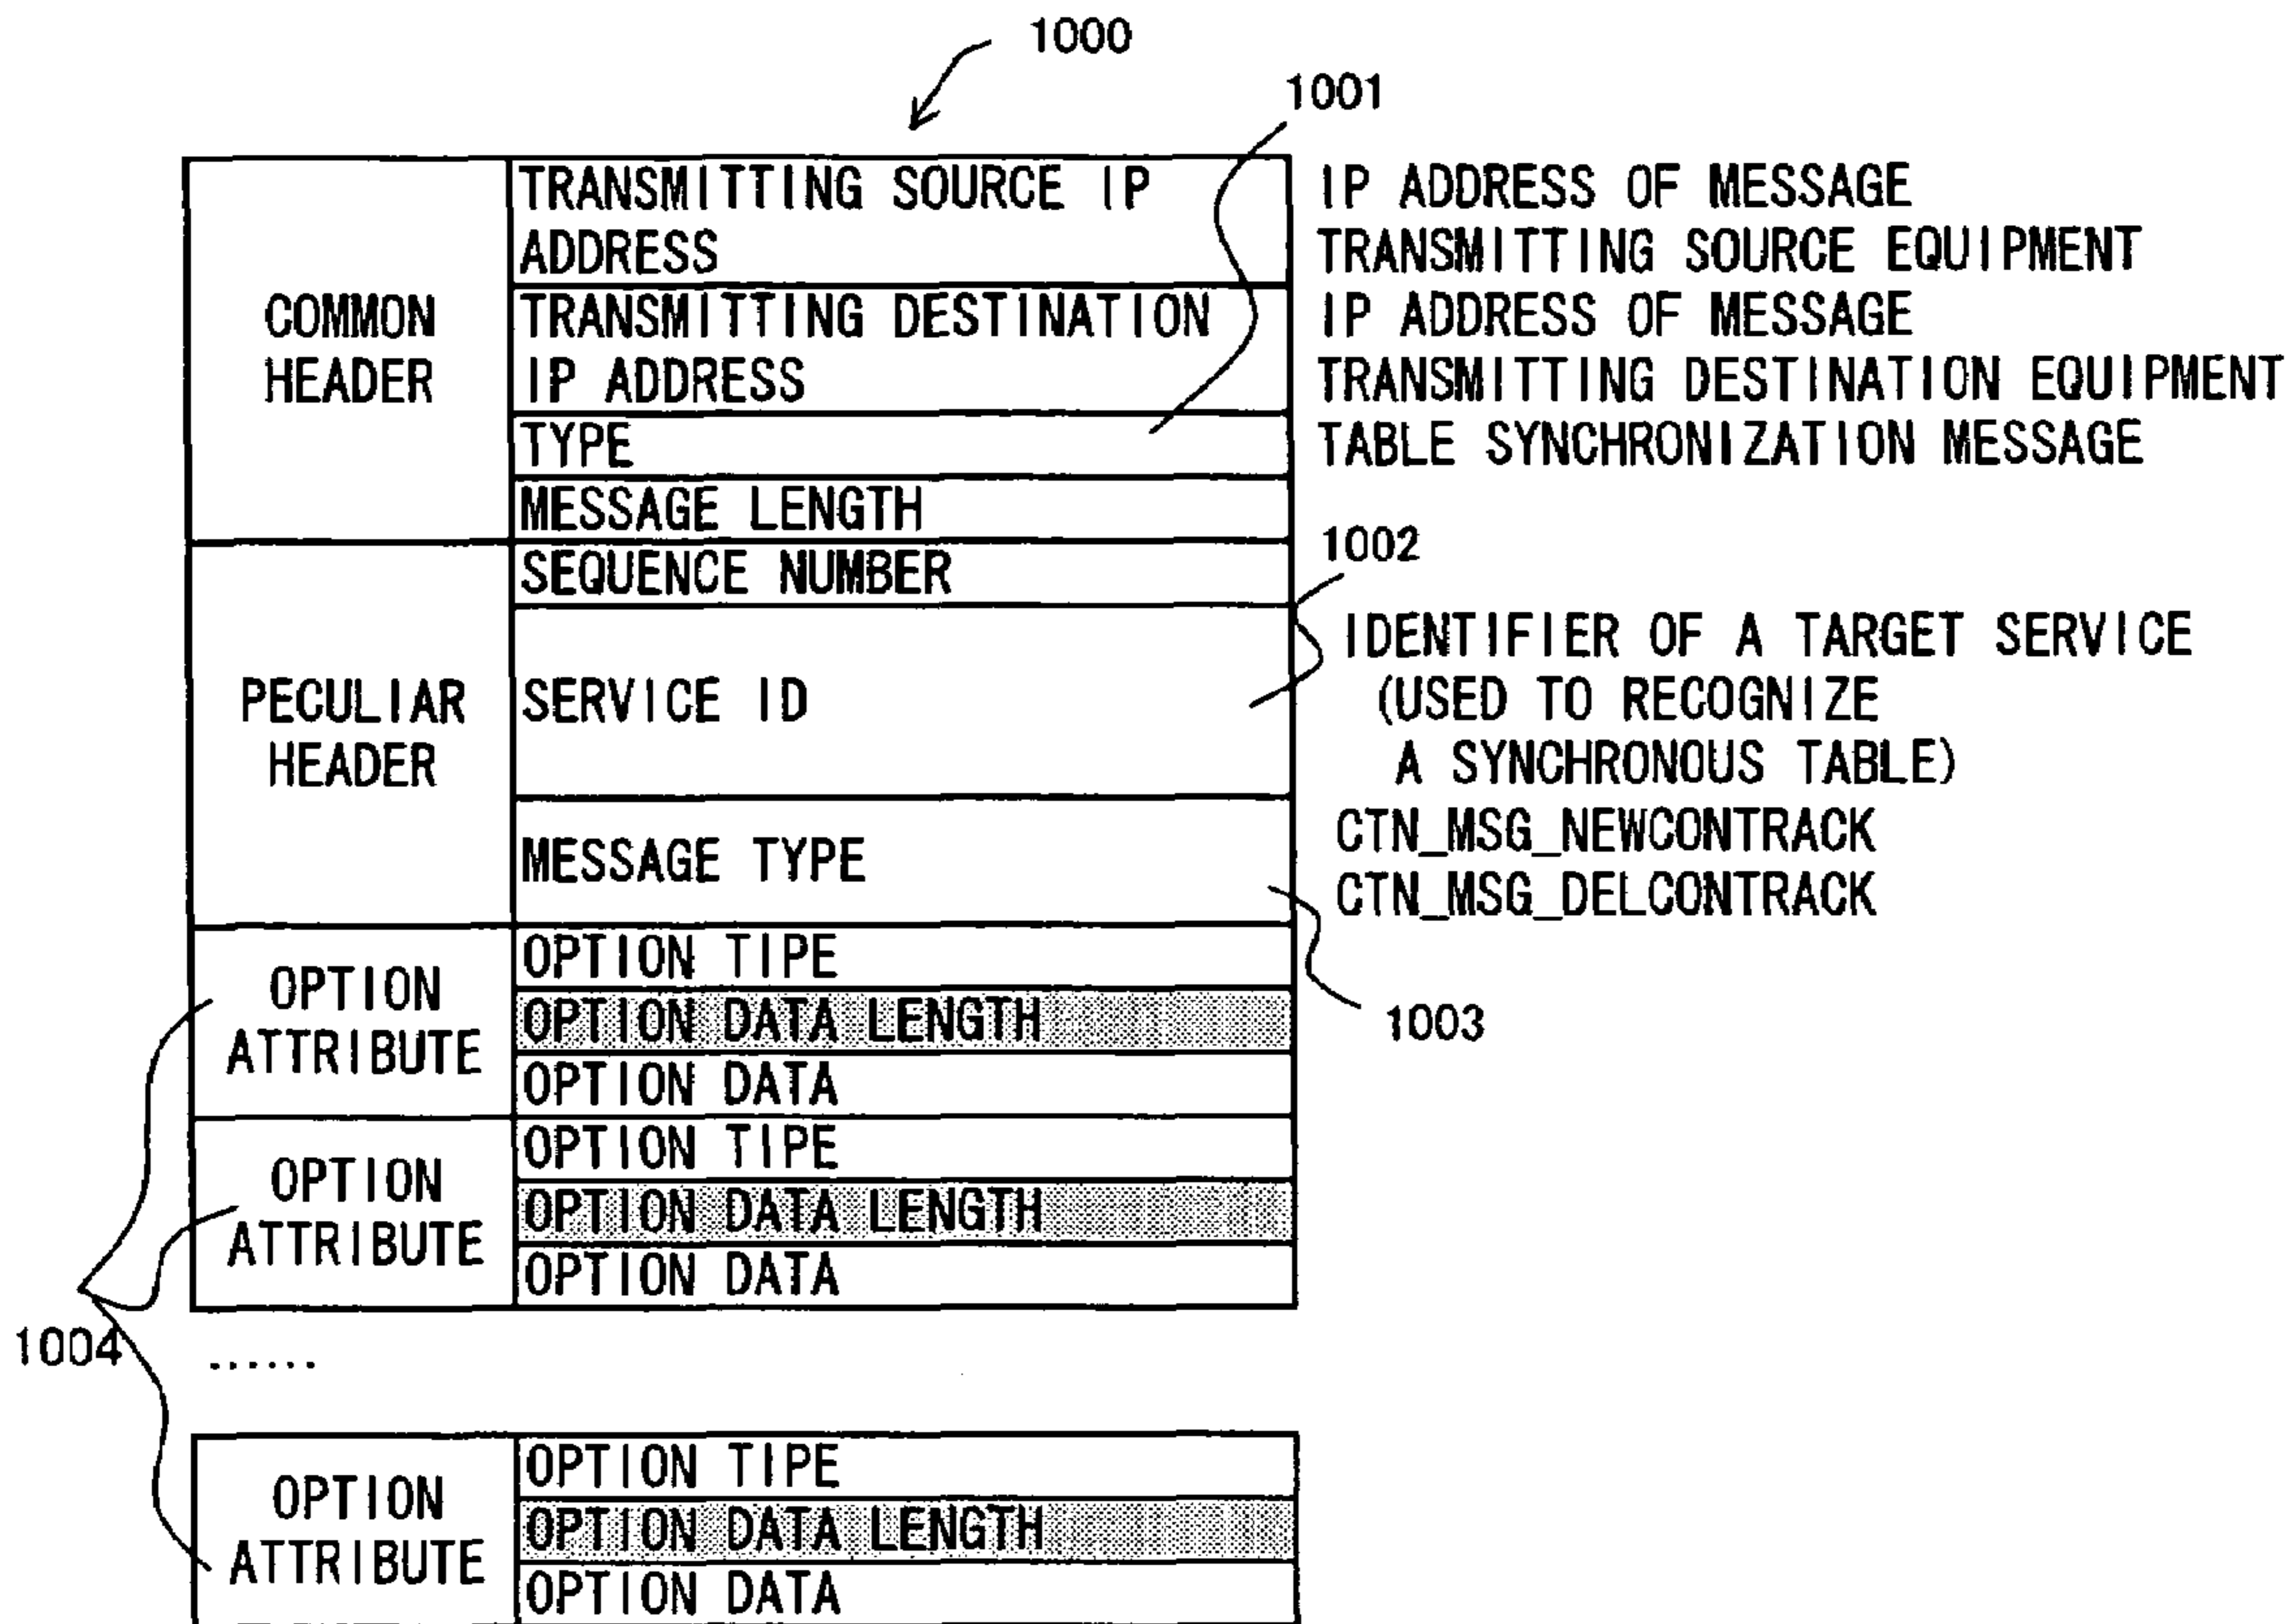 1000
1001
TRANSMITTING SOURCE IP
ADDRESS
IP ADDRESS OF MESSAGE
TRANSMITTING SOURCE EQUIPMENT
COMMON
HEADER
TRANSMITTING DESTINATION
IP ADDRESS
IP ADDRESS OF MESSAGE
TRANSMITTING DESTINATION EQUIPMENT
TYPE
TABLE SYNCHRONIZATION MESSAGE
MESSAGE LENGTH
1002
SEQUENCE NUMBER
PECULIAR
HEADER
SERVICE ID
IDENTIFIER OF A TARGET SERVICE
(USED TO RECOGNIZE
A SYNCHRONOUS TABLE)
MESSAGE TYPE
CTN_MSG_NEWCONTRACK
CTN_MSG_DELCONTRACK
1003
OPTION
ATTRIBUTE
OPTION TIPE
OPTION DATA LENGTH
OPTION DATA
OPTION
ATTRIBUTE
OPTION TIPE
OPTION DATA LENGTH
OPTION DATA
1004
......
OPTION
ATTRIBUTE
OPTION TIPE
OPTION DATA LENGTH
OPTION DATA